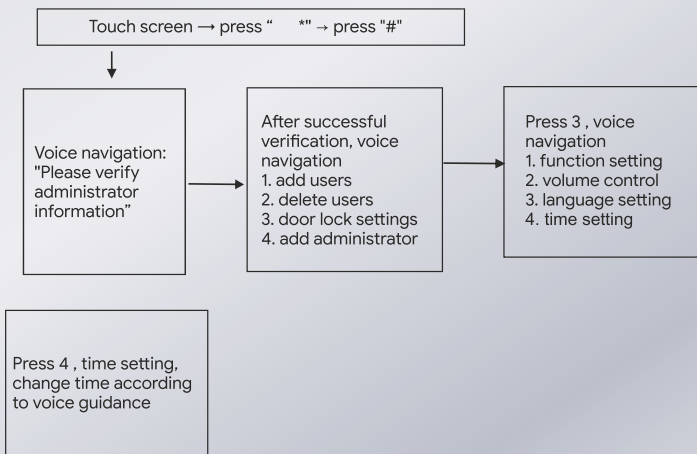 Touch screen → press “ *" → press "#"
Voice navigation:
"Please verify
administrator
information”
After successful
verification, voice
navigation
1. add users
2. delete users
3. door lock settings
4. add administrator
Press 3 , voice
navigation
1. function setting
2. volume control
3. language setting
4. time setting
Press 4 , time setting,
change time according
to voice guidance